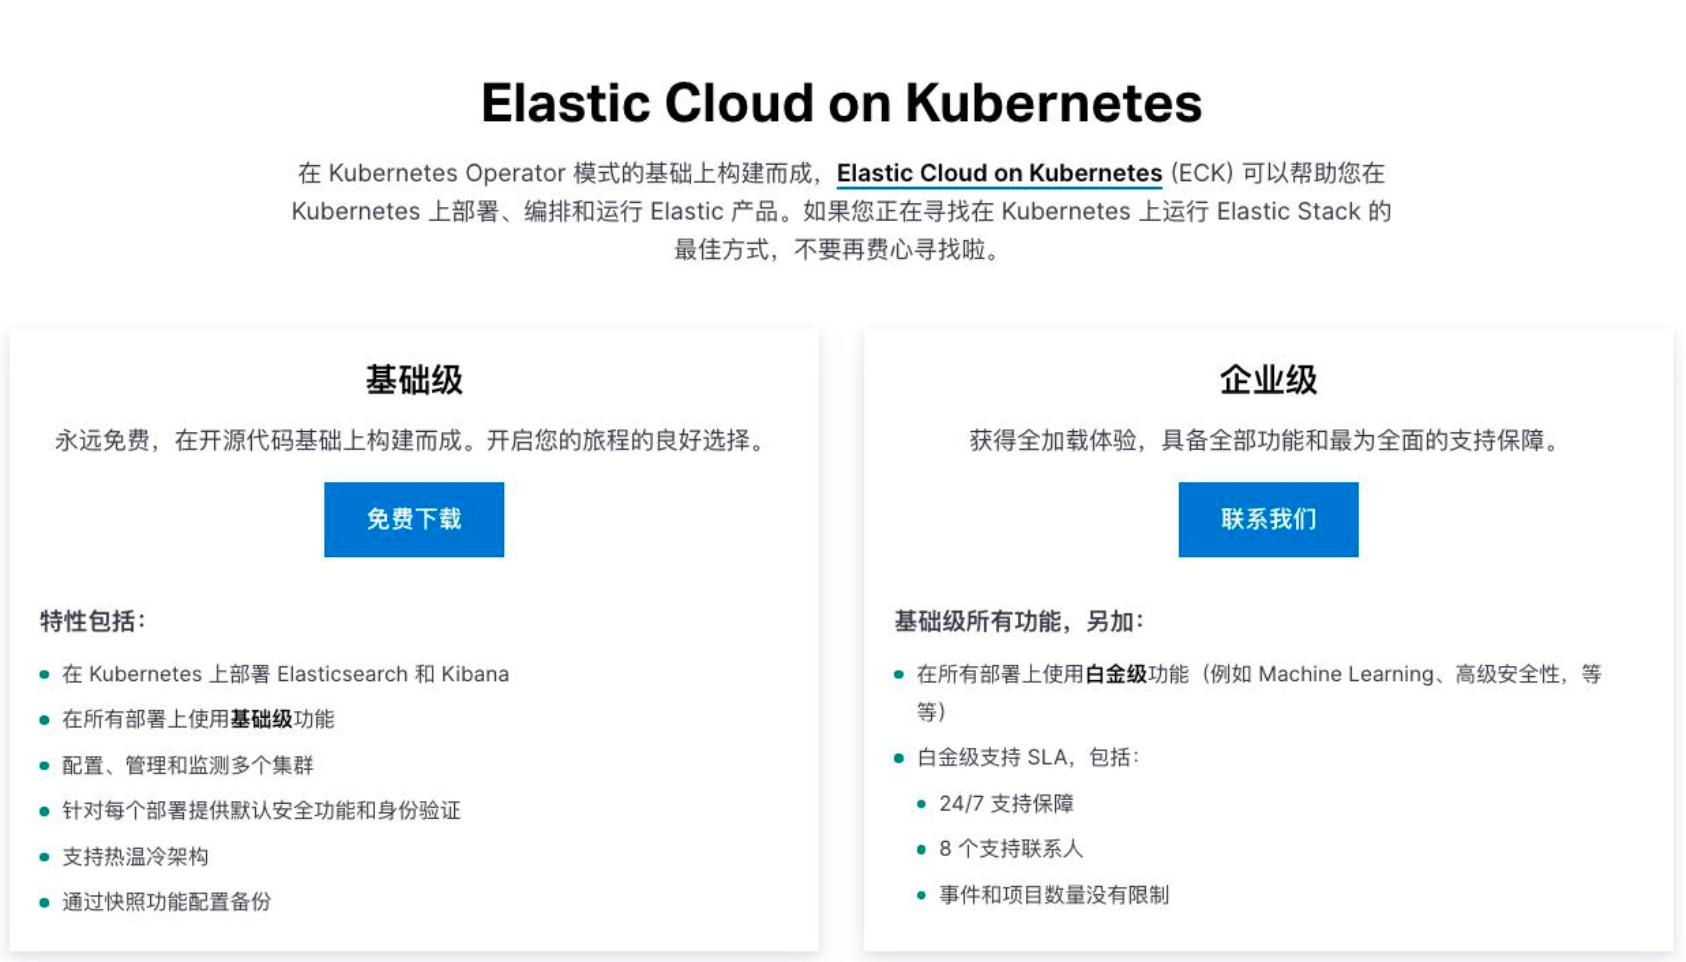 Elastic Cloud on Kubernetes
在 Kubernetes Operator 模式的基础上构建而成，Elastic Cloud on Kubernetes (ECK) 可以帮助您在
Kubernetes 上部署、编排和运行 Elastic 产品。如果您正在寻找在 Kubernetes 上运行 Elastic Stack 的
最佳方式，不要再费心寻找啦。
基础级
永远免费，在开源代码基础上构建而成。开启您的旅程的良好选择。
免费下载
特性包括：
在 Kubernetes 上部署 Elasticsearch 和 Kibana
在所有部署上使用基础级功能
配置、管理和监测多个集群
针对每个部署提供默认安全功能和身份验证
支持热温冷架构
通过快照功能配置备份
企业级
获得全加载体验，具备全部功能和最为全面的支持保障。
联系我们
基础级所有功能，另加：
在所有部署上使用白金级功能（例如 Machine Learning、高级安全性，等
等）
白金级支持 SLA，包括：
24/7 支持保障
8 个支持联系人
事件和项目数量没有限制